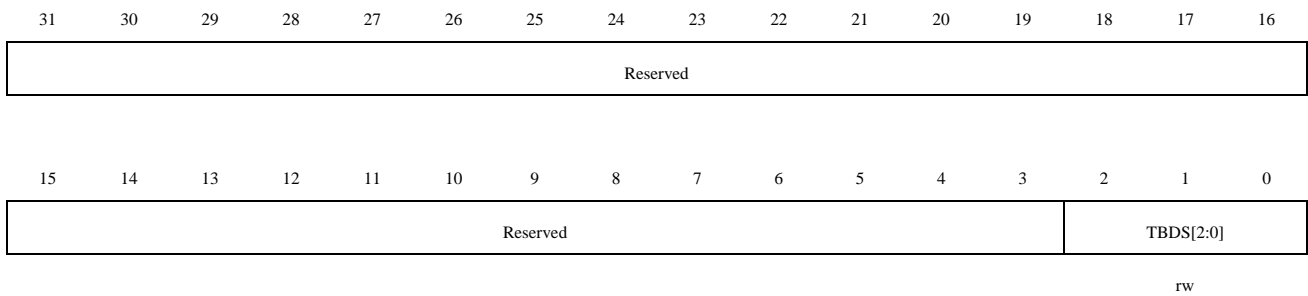 31 30 29 28 27 26 25 24 23 22 21 20 19 18 17 16
Reserved
15 14 13 12 11 10 9 8 7 6 5 4 3 2 1 0
Reserved TBDS[2:0]
rw